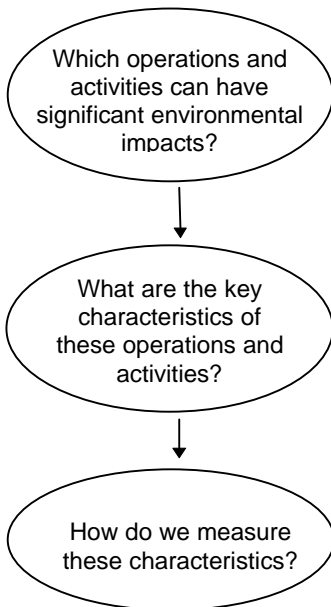 Which operations and
activities can have
significant environmental
impacts?
What are the key
characteristics of
these operations and
activities?
How do we measure
these characteristics?